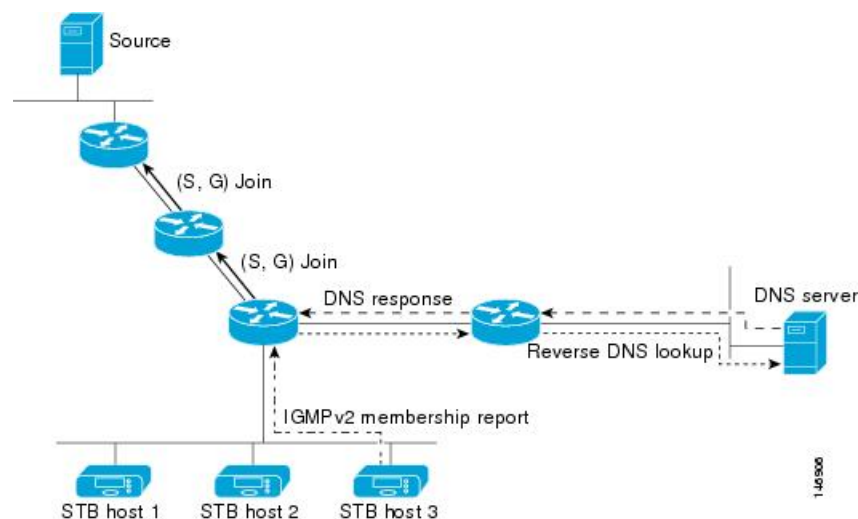 Source
(S, G) Join
(S, G) Join
DNS response
DNS server
Reverse DNS lookup
IGMPv2 membership report
STB host 1
STB host 2
STB host 3
146906